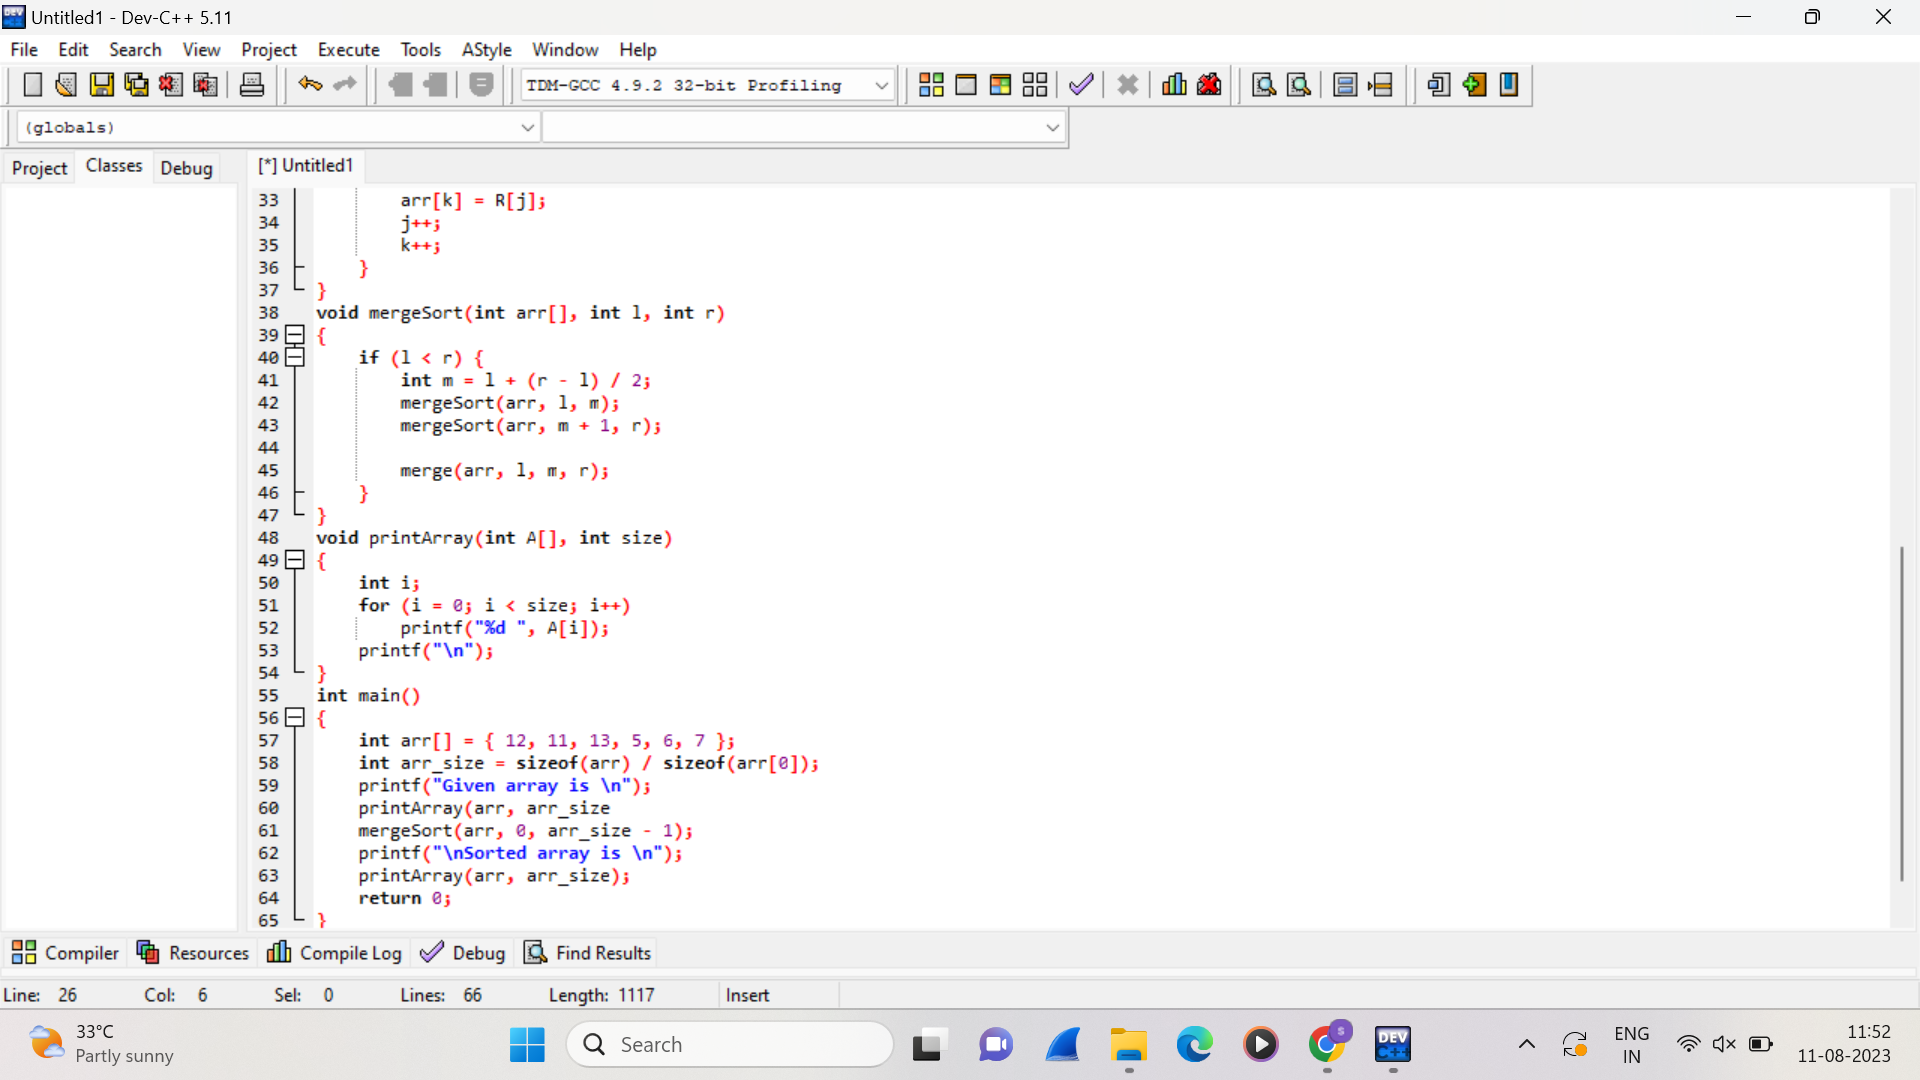 Untitled1 - Dev-C++ 5.11
File Edit Search View Project Execute Tools AStyle Window Help
TDM-GCC 4.9.2 32-bit Profiling
(globals)
Project Classes Debug [*] Untitled1
33 arr[k] = R[j];
34 j++;
35 k++;
36 }
37 }
38 void mergeSort(int arr[], int l, int r)
39 {
40 if (l < r) {
41 int m = l + (r - l) / 2;
42 mergeSort(arr, l, m);
43 mergeSort(arr, m + 1, r);
44
45 merge(arr, l, m, r);
46 }
47 }
48 void printArray(int A[], int size)
49 {
50 int i;
51 for (i = 0; i < size; i++)
52 printf("%d ", A[i]);
53 printf("\n");
54 }
55 int main()
56 {
57 int arr[] = { 12, 11, 13, 5, 6, 7 };
58 int arr_size = sizeof(arr) / sizeof(arr[0]);
59 printf("Given array is \n");
60 printArray(arr, arr_size
61 mergeSort(arr, 0, arr_size - 1);
62 printf("\nSorted array is \n");
63 printArray(arr, arr_size);
64 return 0;
65 }
Compiler Resources Compile Log Debug Find Results
Line: 26 Col: 6 Sel: 0 Lines: 66 Length: 1117 Insert
33°C
Partly sunny
Search
S
DEV
C++
ENG
IN
11:52
11-08-2023